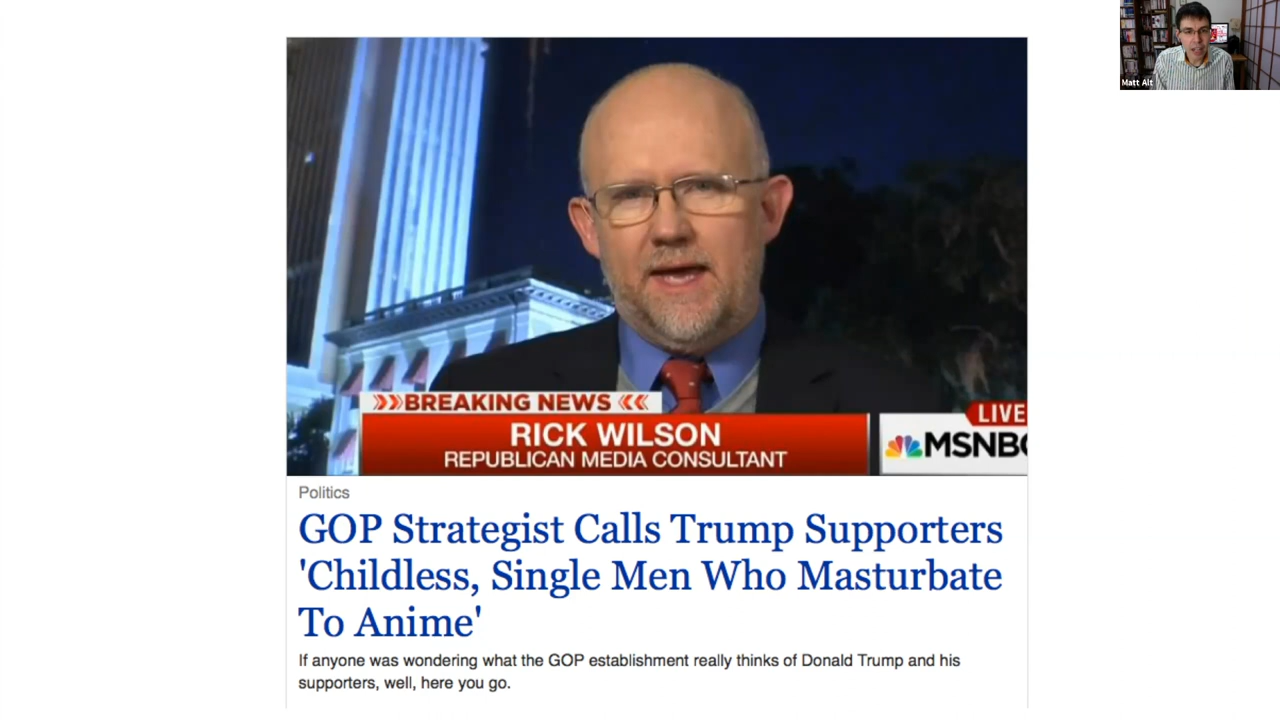 Matt Alt
BREAKING NEWS
RICK WILSON
REPUBLICAN MEDIA CONSULTANT
LIVE
MSNBC
Politics
GOP Strategist Calls Trump Supporters
'Childless, Single Men Who Masturbate
To Anime'
If anyone was wondering what the GOP establishment really thinks of Donald Trump and his
supporters, well, here you go.